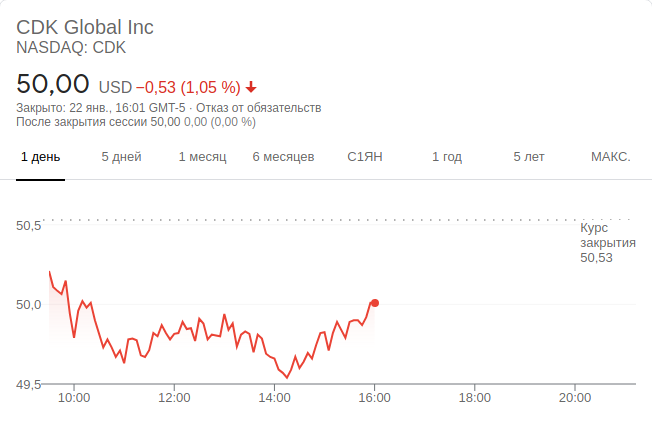 CDK Global Inc
NASDAQ: CDK
50,00 USD −0,53 (1,05 %)
Закрыто: 22 янв., 16:01 GMT-5 · Отказ от обязательств
После закрытия сессии 50,00 0,00 (0,00 %)
1 день 5 дней 1 месяц 6 месяцев С1ЯН 1 год 5 лет МАКС.
50,5
Курс
закрытия
50,53
50,0
49,5
10:00 12:00 14:00 16:00 18:00 20:00